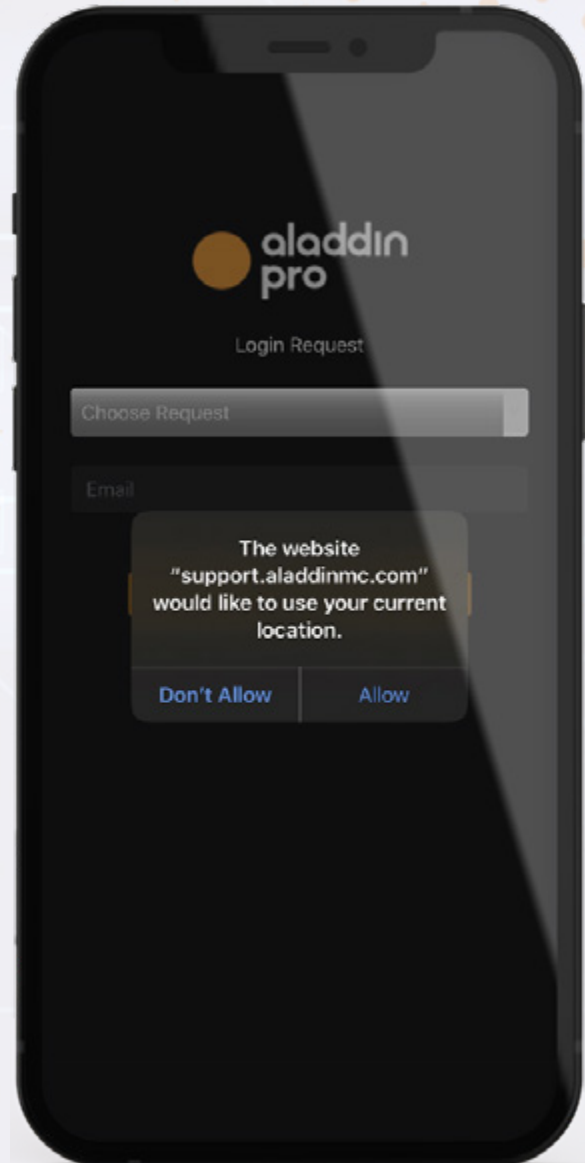 aladdin
pro
Login Request
Choose Request
Email
The website
"support.aladdinmc.com"
would like to use your current
location.
Don't Allow
Allow